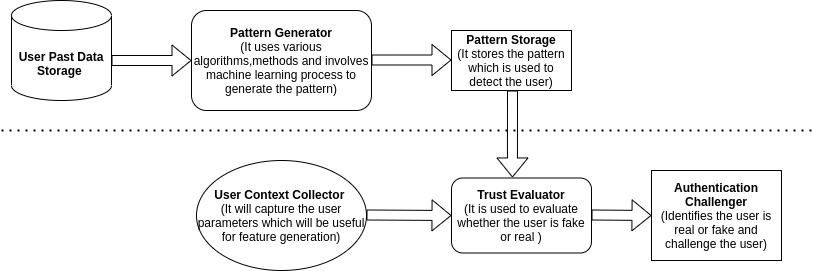 User Past Data
Storage
Pattern Generator
(It uses various
algorithms,methods and involves
machine learning process to
generate the pattern)
Pattern Storage
(It stores the pattern
which is used to
detect the user)
User Context Collector
(It will capture the user
parameters which will be useful
for feature generation)
Trust Evaluator
(It is used to evaluate
whether the user is fake
or real )
Authentication
Challenger
(Identifies the user is
real or fake and
challenge the user)